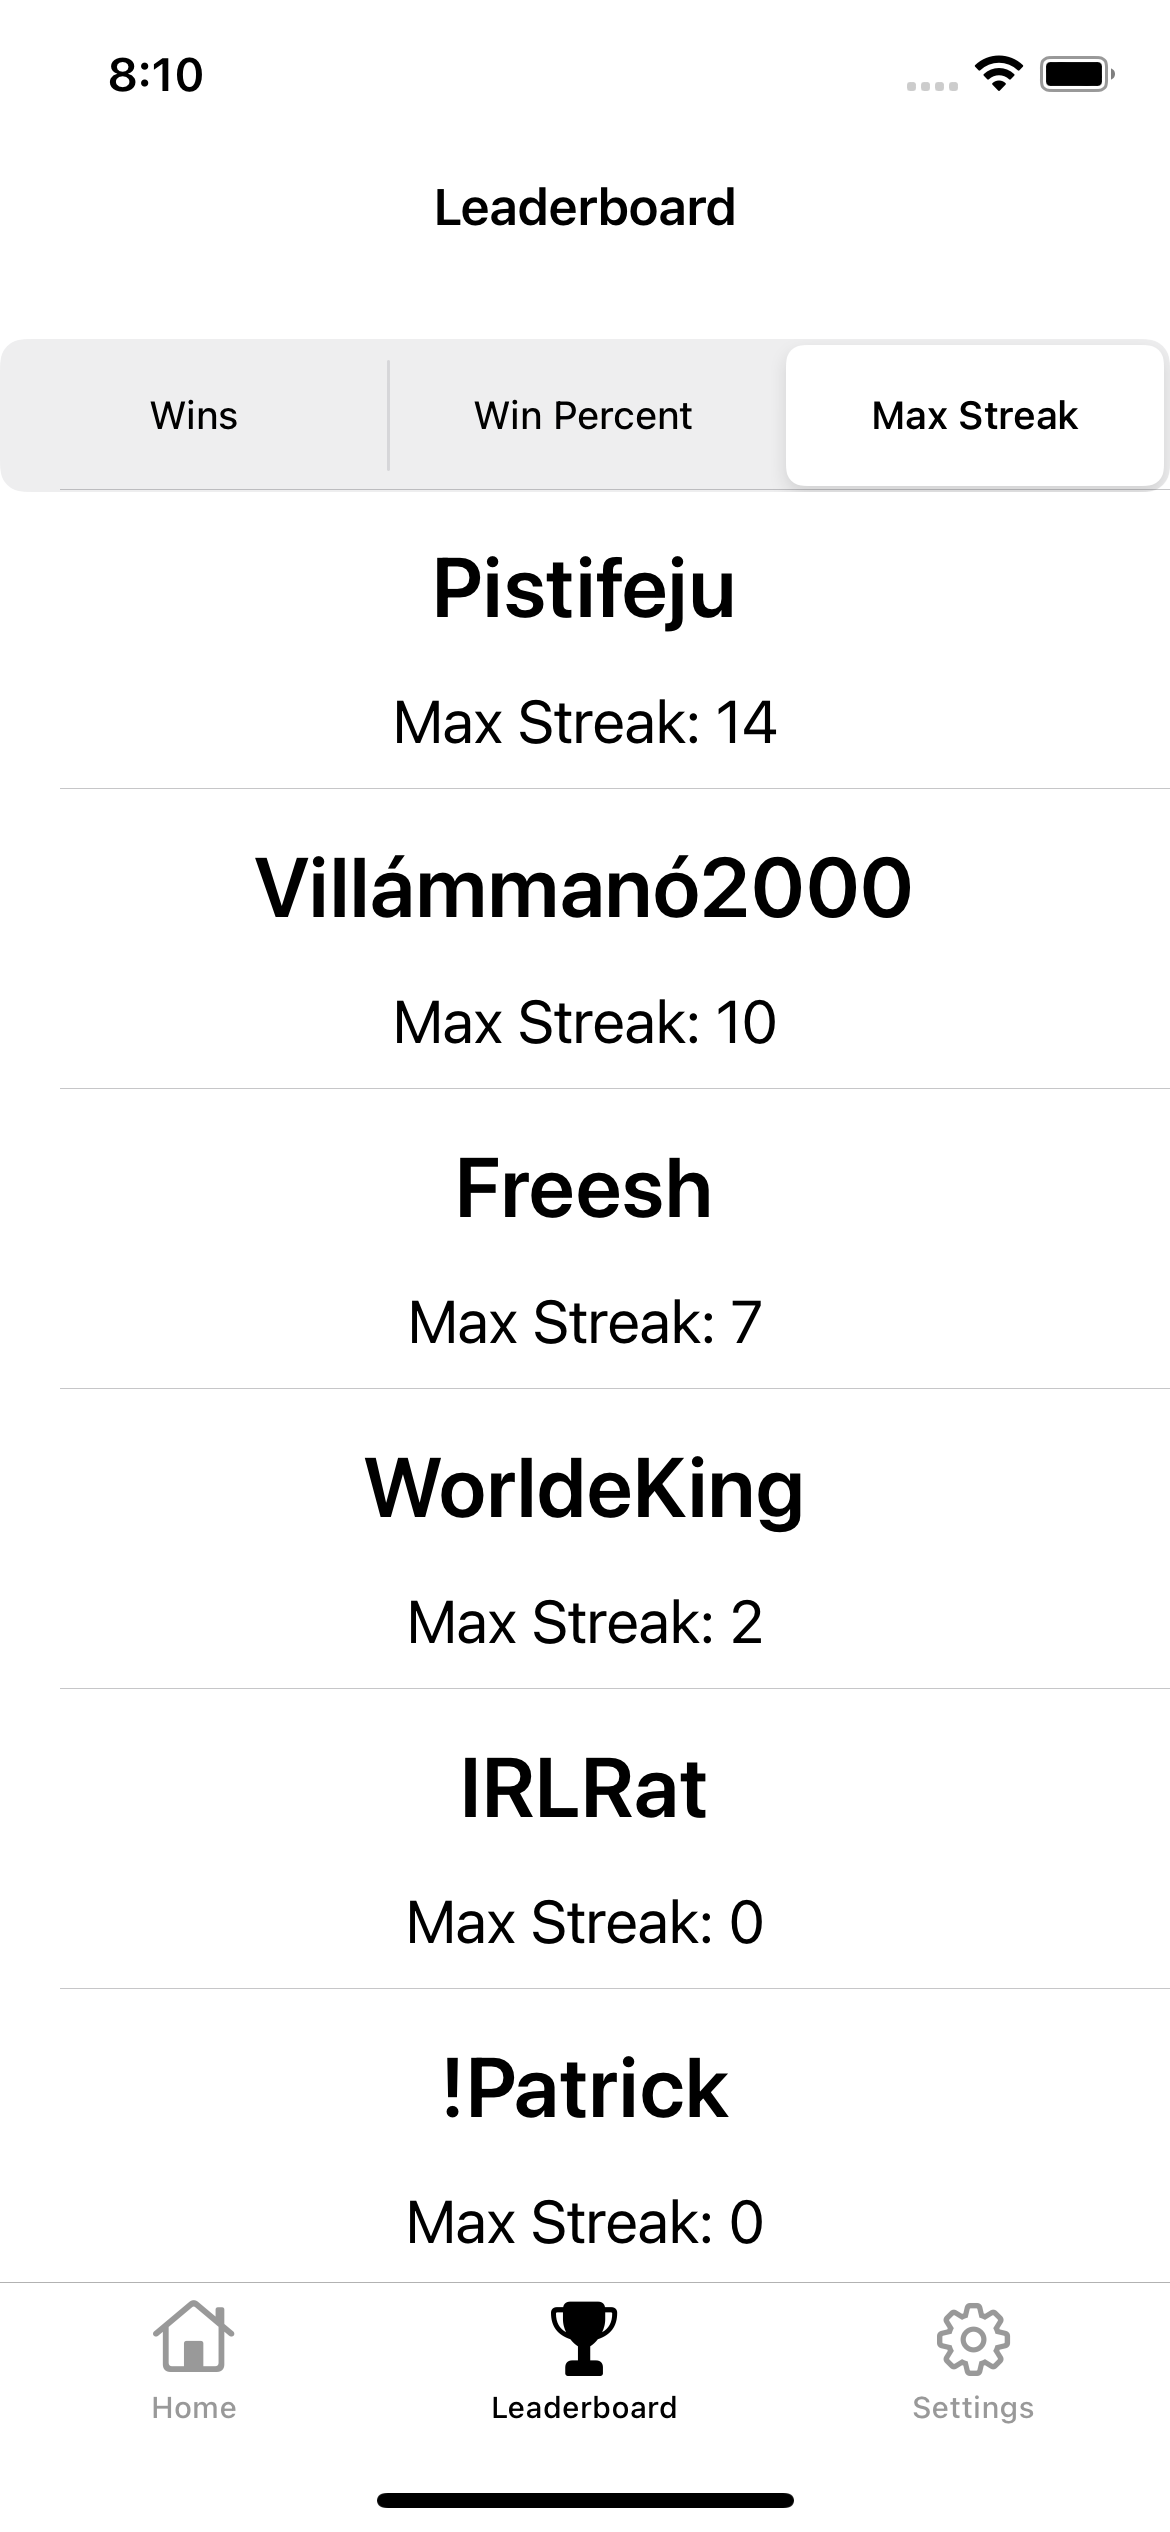 8:10
Leaderboard
Wins Win Percent Max Streak
Pistifeju
Max Streak: 14
Villámmanó2000
Max Streak: 10
Freesh
Max Streak: 7
WorldeKing
Max Streak: 2
IRLRat
Max Streak: 0
!Patrick
Max Streak: 0
Home Leaderboard Settings